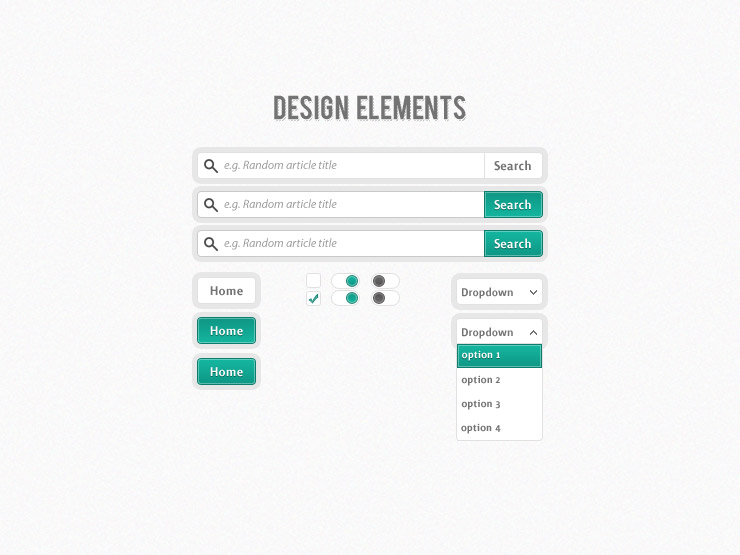 DESIGN ELEMENTS
e.g. Random article title Search
e.g. Random article title Search
e.g. Random article title Search
Home
Dropdown
Home
Dropdown
option 1
Home
option 2
option 3
option 4